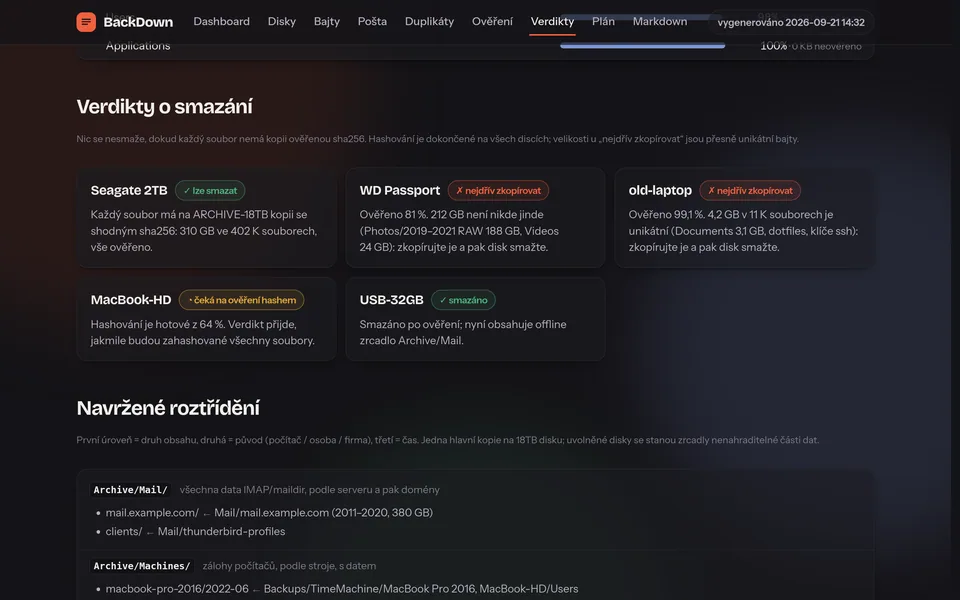 BackDown Dashboard Disky Bajty Pošta Duplikáty Ověření Verdikty Plán Markdown vygenerováno 2026-09-21 14:32
Applications 100% · 0 KB neověřeno
Verdikty o smazání
Nic se nesmaže, dokud každý soubor nemá kopii ověřenou sha256. Hashování je dokončené na všech discích; velikosti u „nejdřív zkopírovat“ jsou přesně unikátní bajty.
Seagate 2TB ✓ lze smazat
Každý soubor má na ARCHIVE-18TB kopii se
shodným sha256: 310 GB ve 402 K souborech,
vše ověřeno.
WD Passport ✗ nejdřív zkopírovat
Ověřeno 81 %. 212 GB není nikde jinde
(Photos/2019–2021 RAW 188 GB, Videos
24 GB): zkopírujte je a pak disk smažte.
old-laptop ✗ nejdřív zkopírovat
Ověřeno 99,1 %. 4,2 GB v 11 K souborech je
unikátní (Documents 3,1 GB, dotfiles, klíče ssh):
zkopírujte je a pak disk smažte.
MacBook-HD · čeká na ověření hashem
Hashování je hotové z 64 %. Verdikt přijde,
jakmile budou zahashované všechny soubory.
USB-32GB ✓ smazáno
Smazáno po ověření; nyní obsahuje offline
zrcadlo Archive/Mail.
Navržené roztřídění
První úroveň = druh obsahu, druhá = původ (počítač / osoba / firma), třetí = čas. Jedna hlavní kopie na 18TB disku; uvolněné disky se stanou zrcadly nenahraditelné části dat.
Archive/Mail/ všechna data IMAP/maildir, podle serveru a pak domény
• mail.example.com/ ← Mail/mail.example.com (2011–2020, 380 GB)
• clients/ ← Mail/thunderbird-profiles
Archive/Machines/ zálohy počítačů, podle stroje, s datem
• macbook-pro-2016/2022-06 ← Backups/TimeMachine/MacBook Pro 2016, MacBook-HD/Users